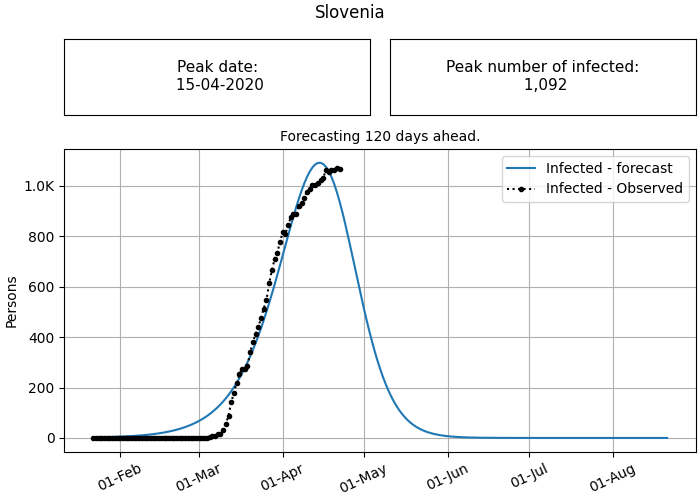 Slovenia
Peak date:
15-04-2020
Peak number of infected:
1,092
Forecasting 120 days ahead.
Infected - forecast
Infected - Observed
Persons
1.0K
800
600
400
200
0
01-Feb
01-Mar
01-Apr
01-May
01-Jun
01-Jul
01-Aug